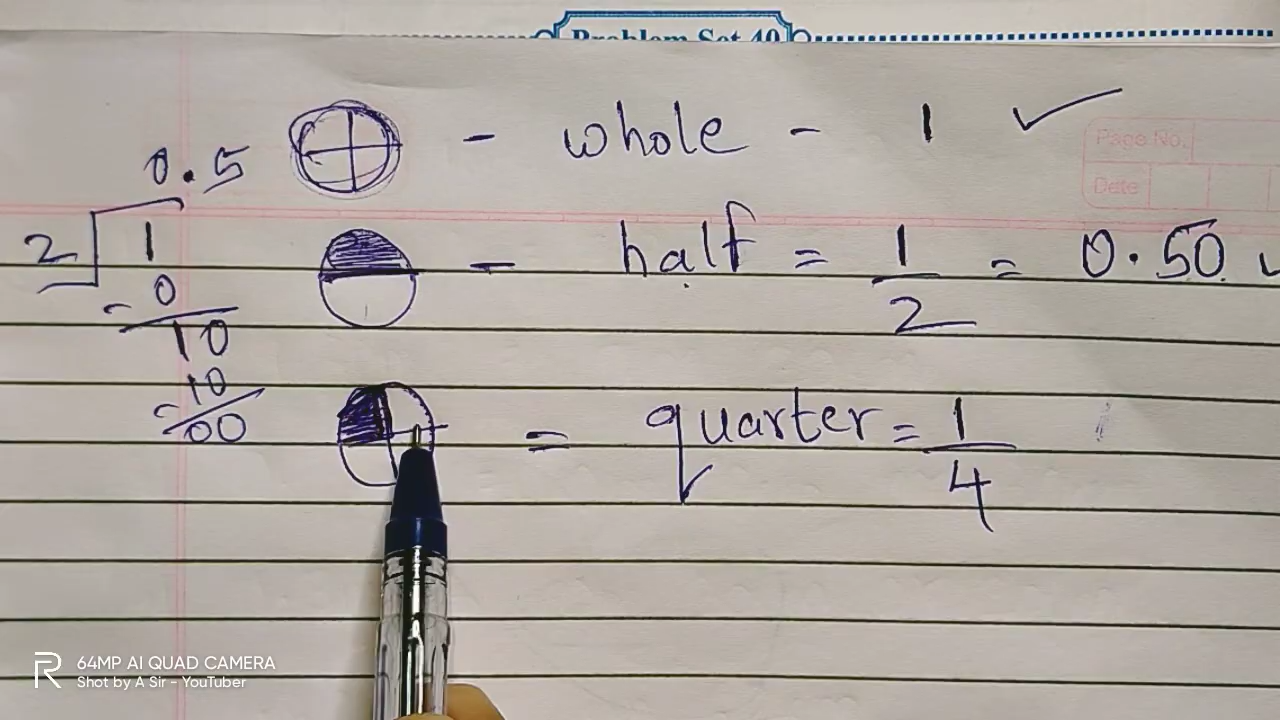 Problem Set 40
- whole - 1 ✓
Page No.
Date
0.5
2 1
- 0
10
- 10
00
- half = 1/2 = 0.50
= quarter = 1/4
R 64MP AI QUAD CAMERA
Shot by A Sir - YouTuber